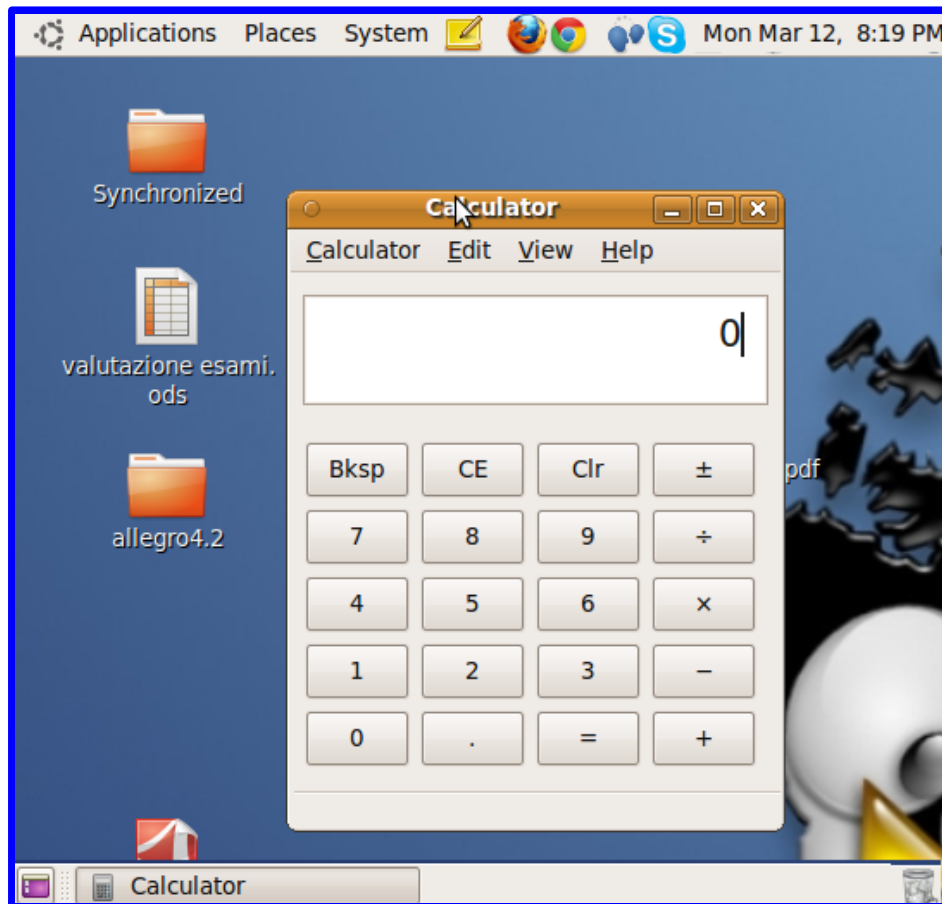 Applications Places System Mon Mar 12, 8:19 PM
Synchronized
valutazione esami.
ods
allegro4.2
Calculator
Calculator Edit View Help
0
Bksp CE Clr ±
7 8 9 ÷
4 5 6 ×
1 2 3 −
0 . = +
pdf
Calculator